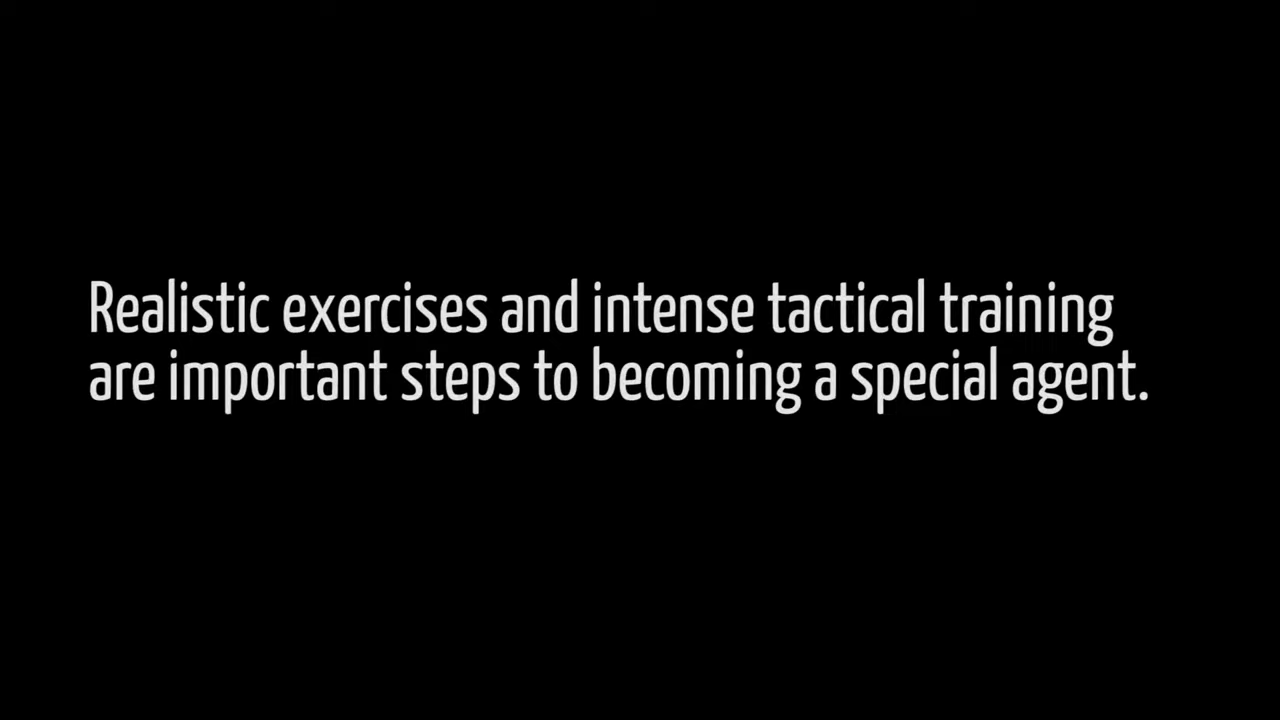 Realistic exercises and intense tactical training
are important steps to becoming a special agent.